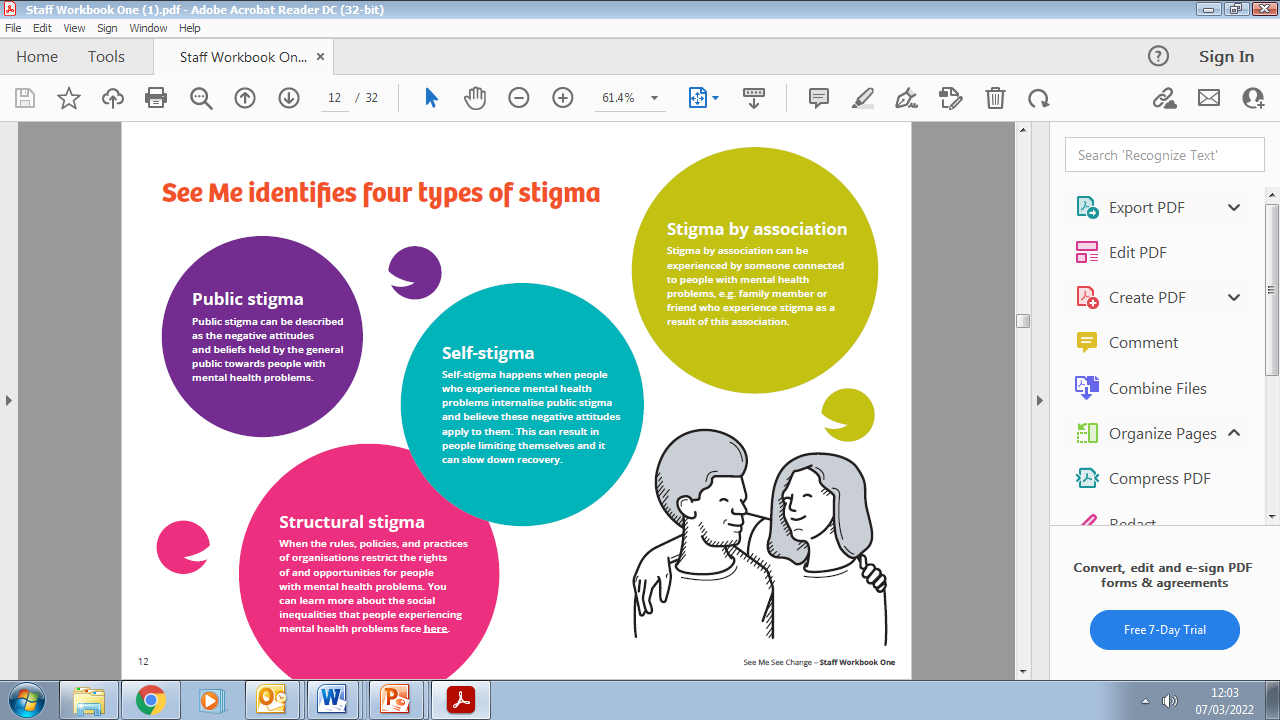 Staff Workbook One (1).pdf - Adobe Acrobat Reader DC (32-bit)
File Edit View Sign Window Help
Home Tools Staff Workbook On... × Sign In
12 / 32 61.4%
See Me identifies four types of stigma
Public stigma
Public stigma can be described
as the negative attitudes
and beliefs held by the general
public towards people with
mental health problems.
Self-stigma
Self-stigma happens when people
who experience mental health
problems internalise public stigma
and believe these negative attitudes
apply to them. This can result in
people limiting themselves and it
can slow down recovery.
Stigma by association
Stigma by association can be
experienced by someone connected
to people with mental health
problems, e.g. family member or
friend who experience stigma as a
result of this association.
Structural stigma
When the rules, policies, and practices
of organisations restrict the rights
of and opportunities for people
with mental health problems. You
can learn more about the social
inequalities that people experiencing
mental health problems face here.
12
See Me See Change – Staff Workbook One
Search 'Recognize Text'
Export PDF
Edit PDF
Create PDF
Comment
Combine Files
Organize Pages
Compress PDF
Redact
Convert, edit and e-sign PDF
forms & agreements
Free 7-Day Trial
12:03
07/03/2022